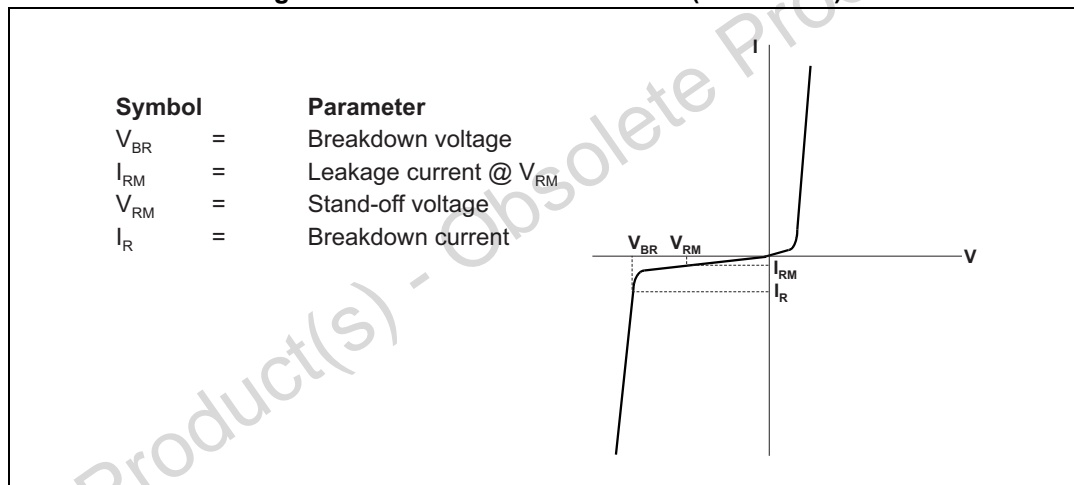 Symbol Parameter
V_BR = Breakdown voltage
I_RM = Leakage current @ V_RM
V_RM = Stand-off voltage
I_R = Breakdown current
I
V_BR V_RM
V
I_RM
I_R
Product(s) - Obsolete Pro